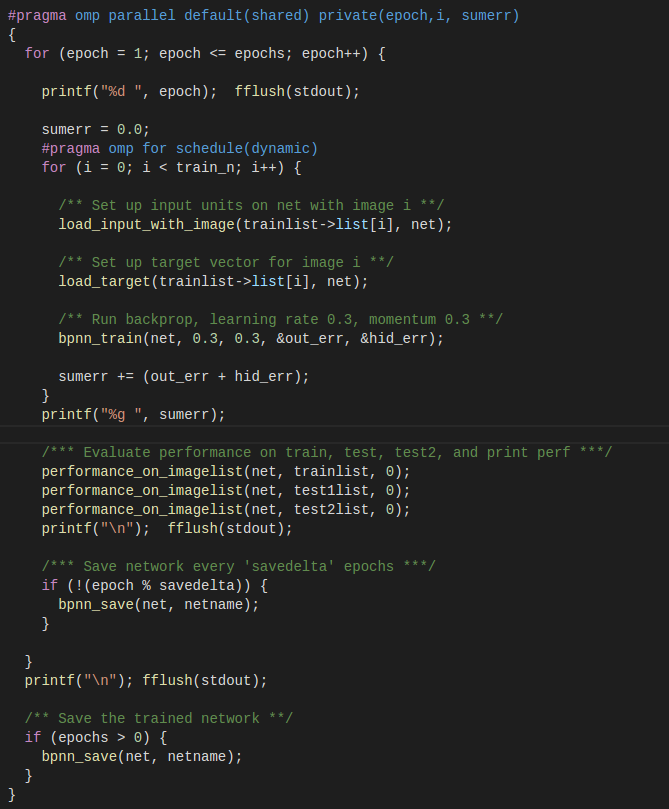 #pragma omp parallel default(shared) private(epoch,i, sumerr)
{
  for (epoch = 1; epoch <= epochs; epoch++) {

    printf("%d ", epoch);  fflush(stdout);

    sumerr = 0.0;
    #pragma omp for schedule(dynamic)
    for (i = 0; i < train_n; i++) {

      /** Set up input units on net with image i **/
      load_input_with_image(trainlist->list[i], net);

      /** Set up target vector for image i **/
      load_target(trainlist->list[i], net);

      /** Run backprop, learning rate 0.3, momentum 0.3 **/
      bpnn_train(net, 0.3, 0.3, &out_err, &hid_err);

      sumerr += (out_err + hid_err);
    }
    printf("%g ", sumerr);

    /*** Evaluate performance on train, test, test2, and print perf ***/
    performance_on_imagelist(net, trainlist, 0);
    performance_on_imagelist(net, test1list, 0);
    performance_on_imagelist(net, test2list, 0);
    printf("\n");  fflush(stdout);

    /*** Save network every 'savedelta' epochs ***/
    if (!(epoch % savedelta)) {
      bpnn_save(net, netname);
    }

  }
  printf("\n"); fflush(stdout);

  /** Save the trained network **/
  if (epochs > 0) {
    bpnn_save(net, netname);
  }
}